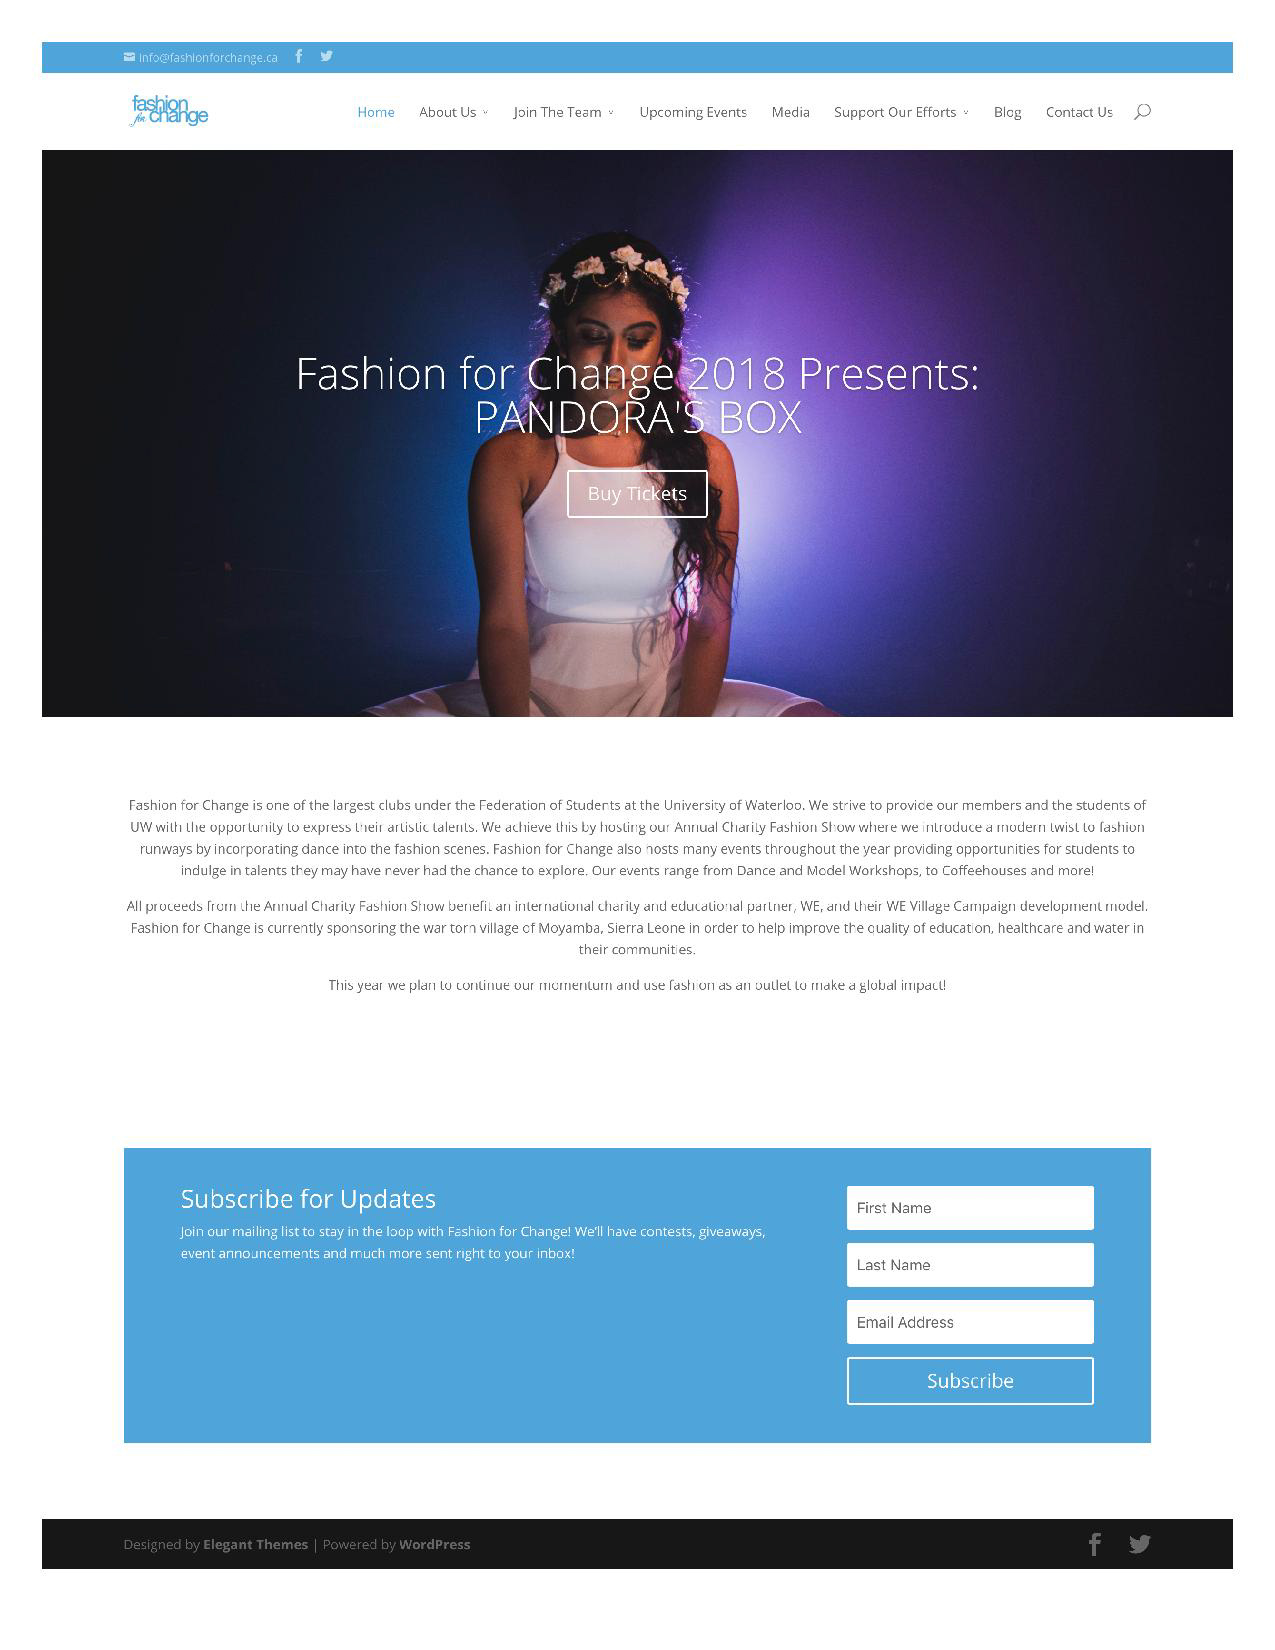 info@fashionforchange.ca
fashion
for change
Home About Us Join The Team Upcoming Events Media Support Our Efforts Blog Contact Us
Fashion for Change 2018 Presents:
PANDORA'S BOX
Buy Tickets
Fashion for Change is one of the largest clubs under the Federation of Students at the University of Waterloo. We strive to provide our members and the students of
UW with the opportunity to express their artistic talents. We achieve this by hosting our Annual Charity Fashion Show where we introduce a modern twist to fashion
runways by incorporating dance into the fashion scenes. Fashion for Change also hosts many events throughout the year providing opportunities for students to
indulge in talents they may have never had the chance to explore. Our events range from Dance and Model Workshops, to Coffeehouses and more!
All proceeds from the Annual Charity Fashion Show benefit an international charity and educational partner, WE, and their WE Village Campaign development model.
Fashion for Change is currently sponsoring the war torn village of Moyamba, Sierra Leone in order to help improve the quality of education, healthcare and water in
their communities.
This year we plan to continue our momentum and use fashion as an outlet to make a global impact!
Subscribe for Updates
Join our mailing list to stay in the loop with Fashion for Change! We'll have contests, giveaways,
event announcements and much more sent right to your inbox!
First Name
Last Name
Email Address
Subscribe
Designed by Elegant Themes | Powered by WordPress